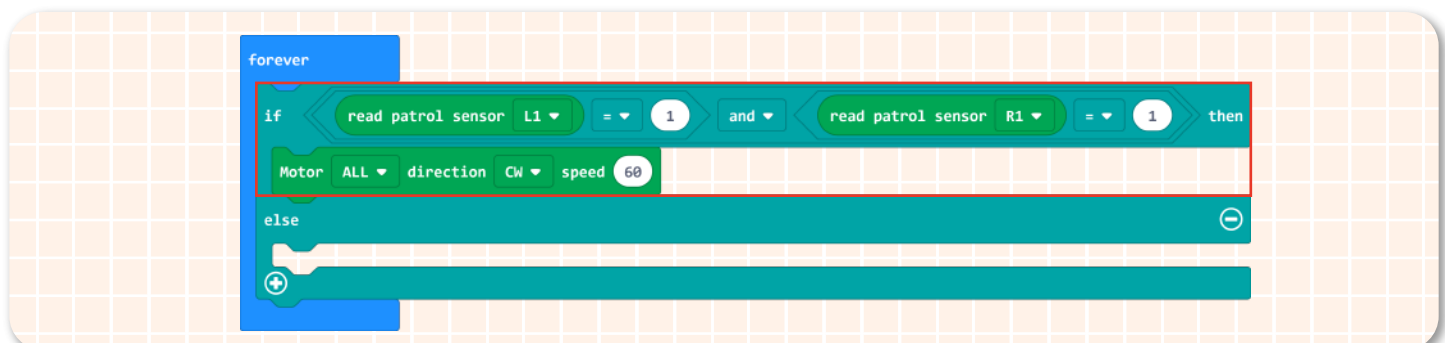 forever
if read patrol sensor L1 = 1 and read patrol sensor R1 = 1 then
Motor ALL direction CW speed 60
else